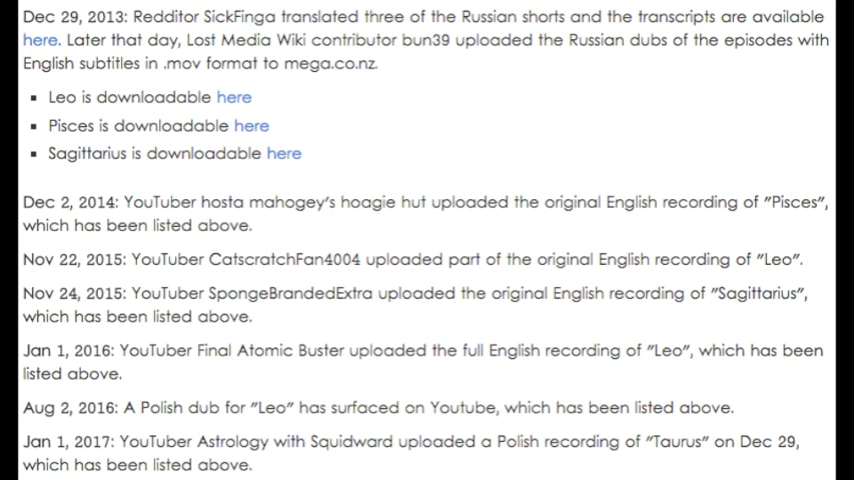 Dec 29, 2013: Redditor SickFinga translated three of the Russian shorts and the transcripts are available
here. Later that day, Lost Media Wiki contributor bun39 uploaded the Russian dubs of the episodes with
English subtitles in .mov format to mega.co.nz.
▪ Leo is downloadable here
▪ Pisces is downloadable here
▪ Sagittarius is downloadable here
Dec 2, 2014: YouTuber hosta mahogey's hoagie hut uploaded the original English recording of "Pisces",
which has been listed above.
Nov 22, 2015: YouTuber CatscratchFan4004 uploaded part of the original English recording of "Leo".
Nov 24, 2015: YouTuber SpongeBrandedExtra uploaded the original English recording of "Sagittarius",
which has been listed above.
Jan 1, 2016: YouTuber Final Atomic Buster uploaded the full English recording of "Leo", which has been
listed above.
Aug 2, 2016: A Polish dub for "Leo" has surfaced on Youtube, which has been listed above.
Jan 1, 2017: YouTuber Astrology with Squidward uploaded a Polish recording of "Taurus" on Dec 29,
which has been listed above.